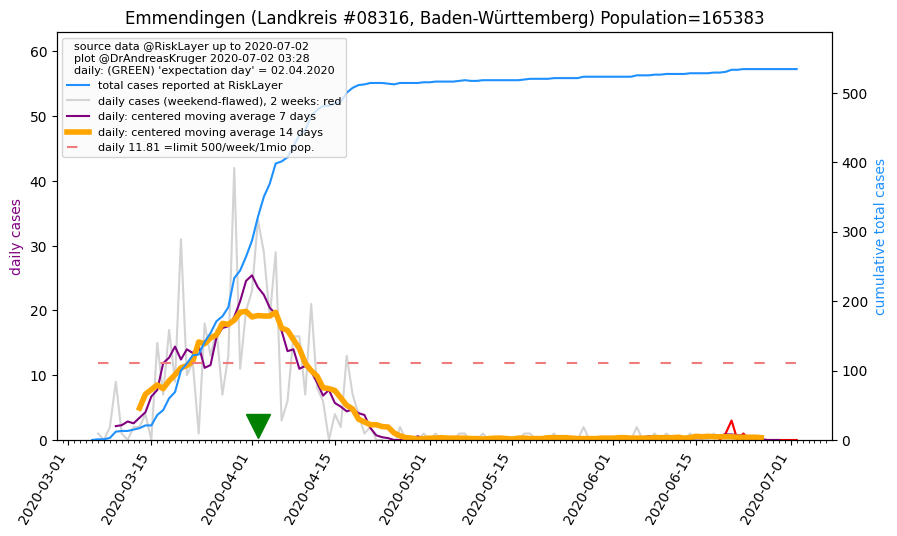 Emmendingen (Landkreis #08316, Baden-Württemberg) Population=165383
source data @RiskLayer up to 2020-07-02
plot @DrAndreasKruger 2020-07-02 03:28
daily: (GREEN) 'expectation day' = 02.04.2020
total cases reported at RiskLayer
daily cases (weekend-flawed), 2 weeks: red
daily: centered moving average 7 days
daily: centered moving average 14 days
daily 11.81 =limit 500/week/1mio pop.
daily cases
60
50
40
30
20
10
0
cumulative total cases
500
400
300
200
100
0
2020-03-01
2020-03-15
2020-04-01
2020-04-15
2020-05-01
2020-05-15
2020-06-01
2020-06-15
2020-07-01